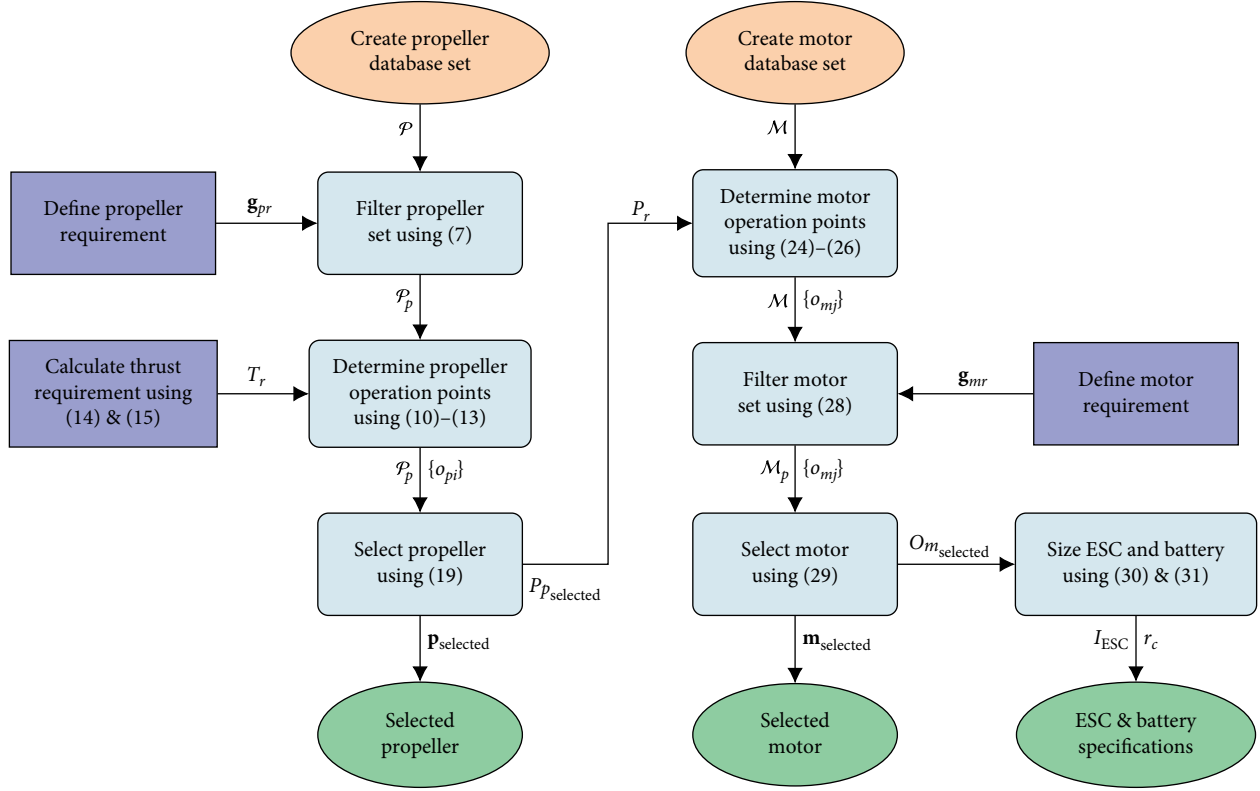 Create propeller
database set
Create motor
database set
𝒫
ℳ
Define propeller
requirement
g_pr
Filter propeller
set using (7)
P_r
Determine motor
operation points
using (24)–(26)
𝒫_p
ℳ {o_mj}
Calculate thrust
requirement using
(14) & (15)
T_r
Determine propeller
operation points
using (10)–(13)
Filter motor
set using (28)
g_mr
Define motor
requirement
𝒫_p {o_pi}
ℳ_p {o_mj}
Select propeller
using (19)
P_p_selected
Select motor
using (29)
O_m_selected
Size ESC and battery
using (30) & (31)
p_selected
m_selected
I_ESC r_c
Selected
propeller
Selected
motor
ESC & battery
specifications